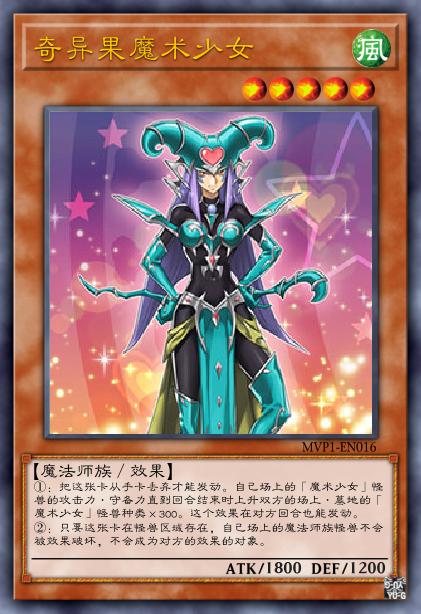 奇异果魔术少女
風
MVP1-EN016
【魔法师族/效果】
①：把这张卡从手卡丢弃才能发动。自己场上的「魔术少女」怪
兽的攻击力·守备力直到回合结束时上升双方的场上·墓地的「
魔术少女」怪兽种类×300。这个效果在对方回合也能发动。
②：只要这张卡在怪兽区域存在，自己场上的魔法师族怪兽不会
被效果破坏，不会成为对方的效果的对象。
ATK/1800 DEF/1200